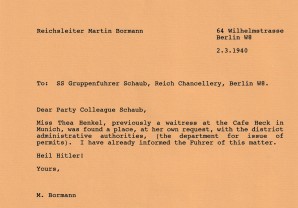 Reichsleiter Martin Bormann
64 Wilhelmstrasse
Berlin W8
2.3.1940
To: SS Gruppenfuhrer Schaub, Reich Chancellery, Berlin W8.
Dear Party Colleague Schaub,
Miss Thea Henkel, previously a waitress at the Cafe Heck in
Munich, was found a place, at her own request, with the district
administrative authorities, (the department for issue of
permits). I have already informed the Fuhrer of this matter.
Heil Hitler!
Yours,
M. Bormann